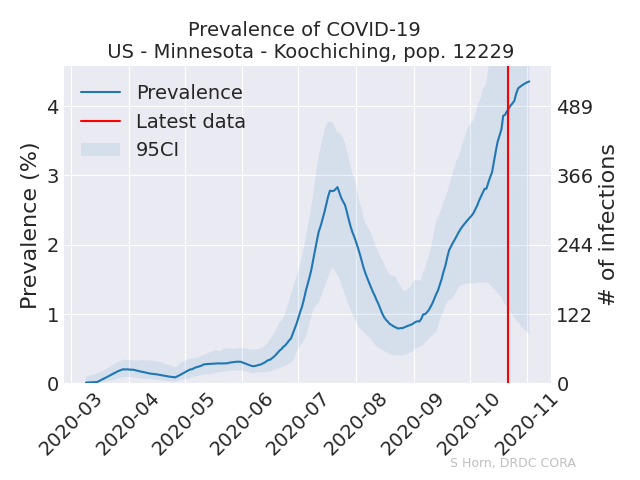 Prevalence of COVID-19
US - Minnesota - Koochiching, pop. 12229
Prevalence
Latest data
95CI
Prevalence (%)
4
3
2
1
0
# of infections
489
366
244
122
0
2020-03
2020-04
2020-05
2020-06
2020-07
2020-08
2020-09
2020-10
2020-11
S Horn, DRDC CORA